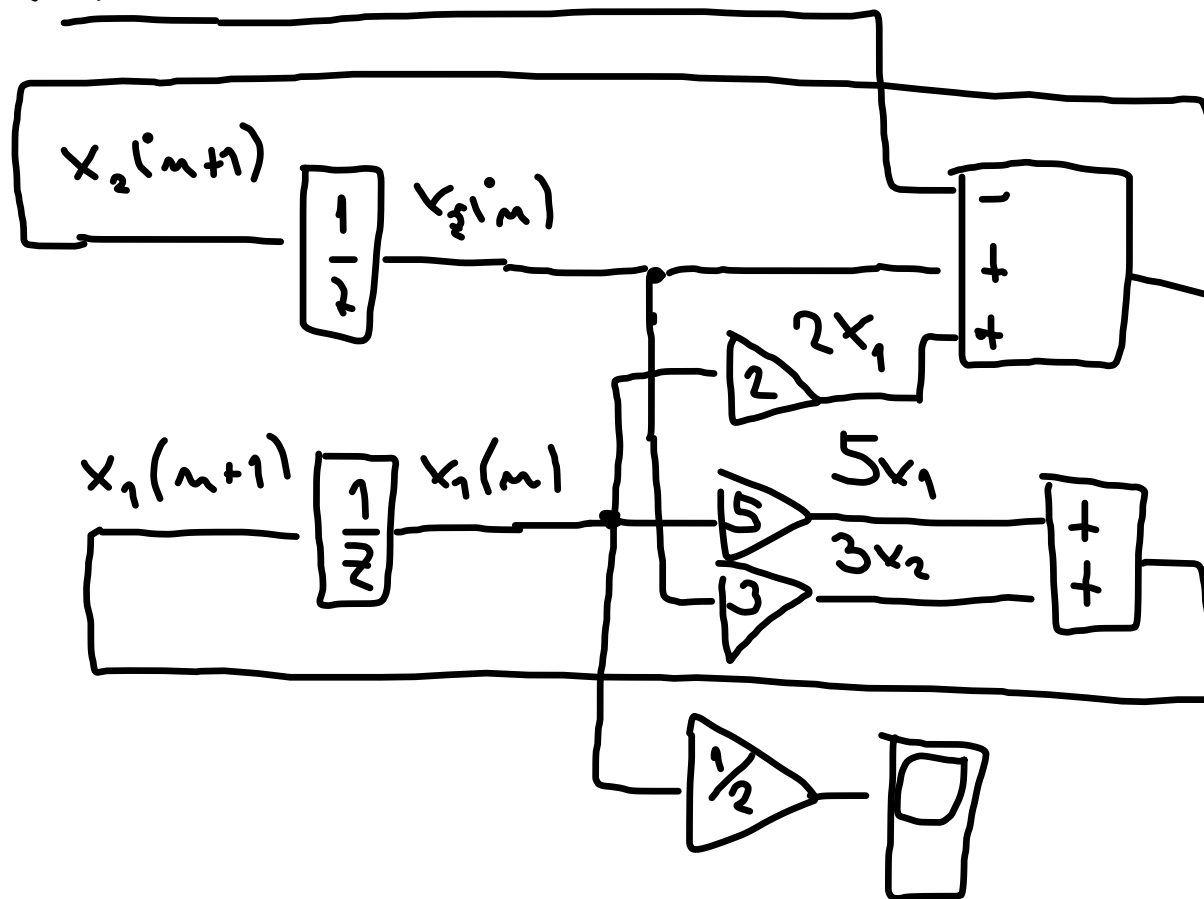 x₂(m+1)
1/z
x₂(m)
-
+
+
2x₁
2
x₁(m+1)
1/z
x₁(m)
5x₁
5
+
3x₂
3
+
1/2